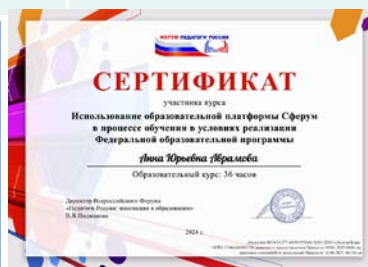 ФОРУМ ПЕДАГОГИ РОССИИ
СЕРТИФИКАТ
участника курса
Использование образовательной платформы Сферум
в процессе обучения в условиях реализации
Федеральной образовательной программы
Анна Юрьевна Абрамова
Образовательный курс: 36 часов
Директор Всероссийского Форума
«Педагоги России: инновации в образовании»
2024 г.